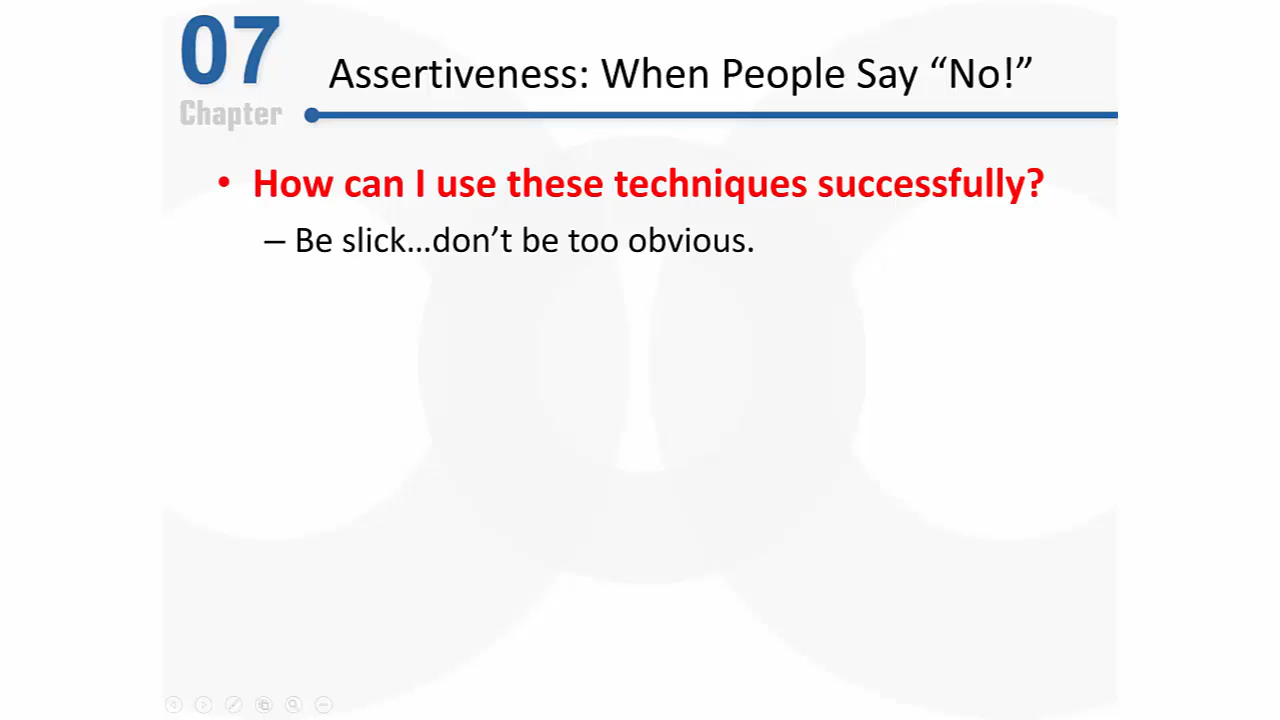 07
Chapter
Assertiveness: When People Say “No!”
• How can I use these techniques successfully?
– Be slick…don’t be too obvious.